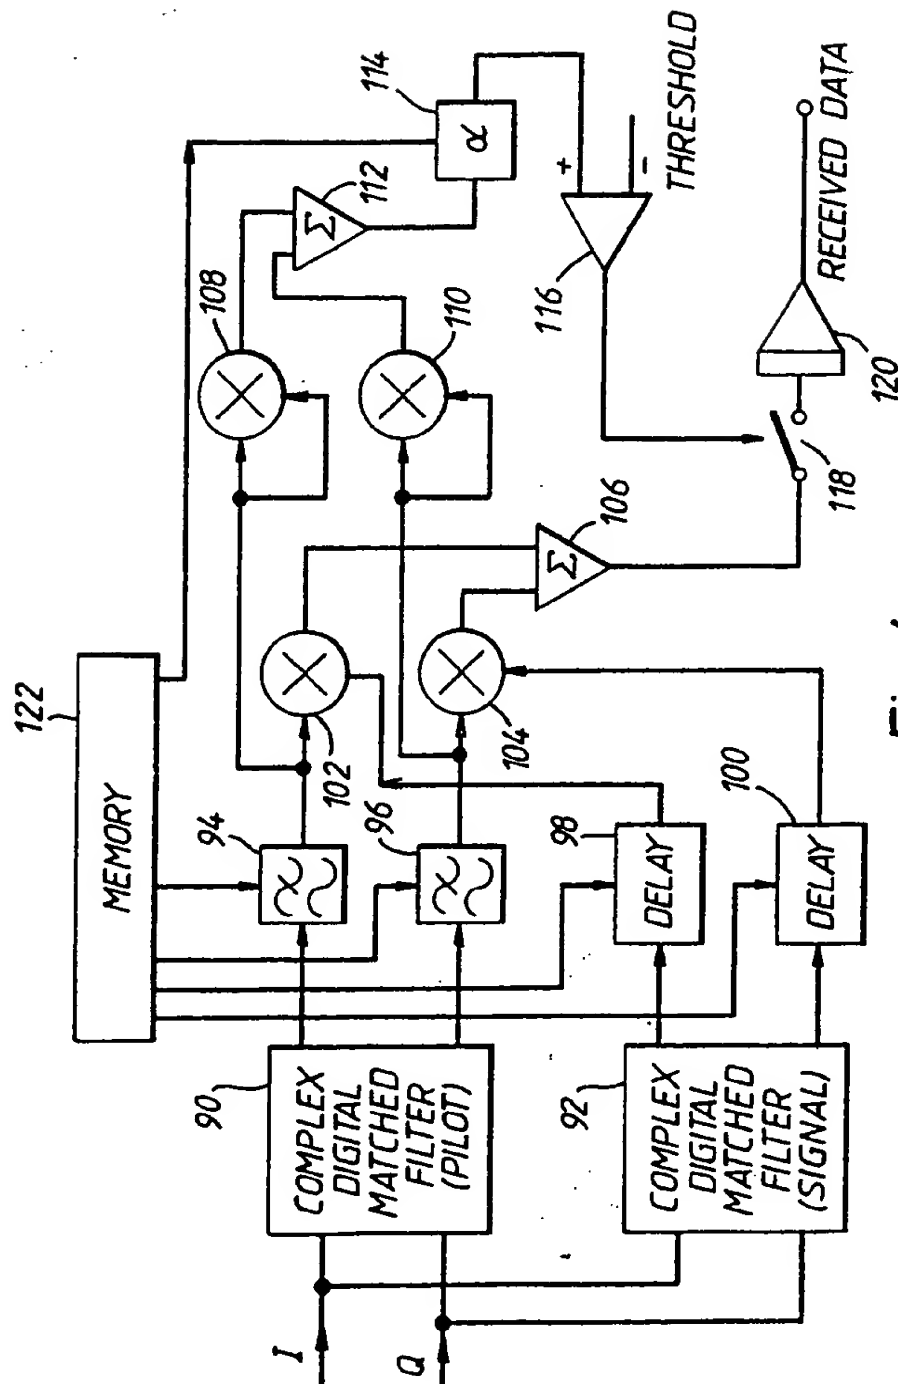 122
MEMORY
I
Q
90
COMPLEX
DIGITAL
MATCHED
FILTER
(PILOT)
92
COMPLEX
DIGITAL
MATCHED
FILTER
(SIGNAL)
94
96
98
DELAY
100
DELAY
102
104
Σ
106
108
110
Σ
112
α
114
+
-
THRESHOLD
116
118
120
RECEIVED DATA